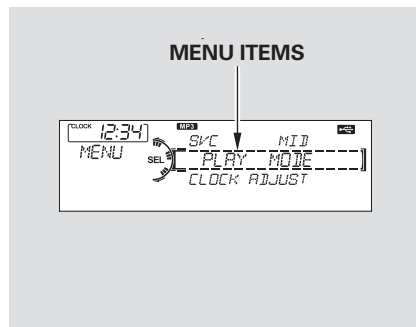 MENU ITEMS
CLOCK 12:34
MP3
MENU
SVC MID
SEL
PLAY MODE
CLOCK ADJUST